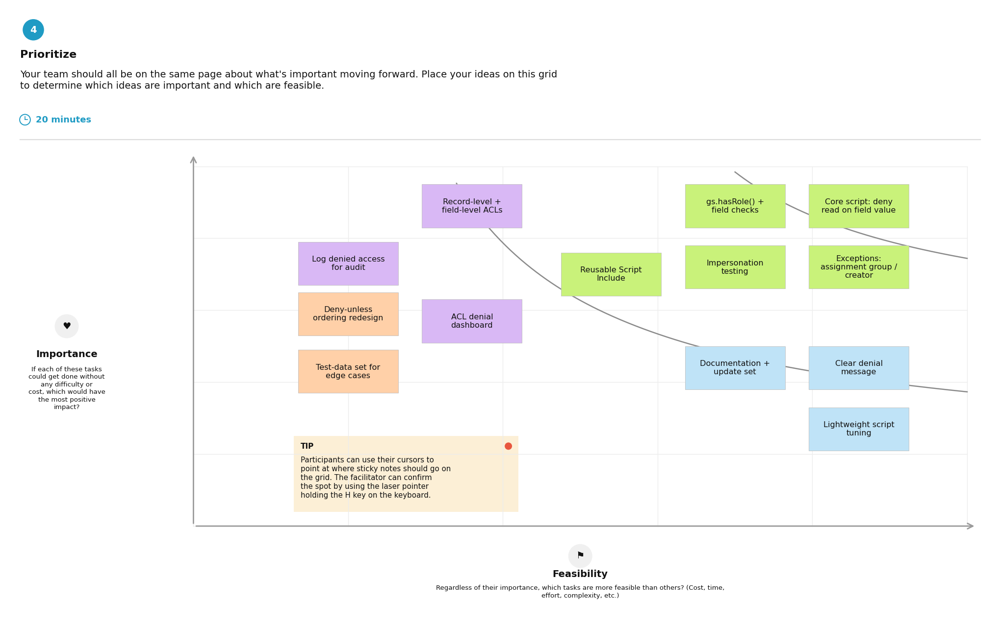 4
Prioritize
Your team should all be on the same page about what's important moving forward. Place your ideas on this grid
to determine which ideas are important and which are feasible.
20 minutes
Record-level +
field-level ACLs
gs.hasRole() +
field checks
Core script: deny
read on field value
Log denied access
for audit
Reusable Script
Include
Impersonation
testing
Exceptions:
assignment group /
creator
Deny-unless
ordering redesign
ACL denial
dashboard
Test-data set for
edge cases
Documentation +
update set
Clear denial
message
Lightweight script
tuning
Importance
If each of these tasks
could get done without
any difficulty or
cost, which would have
the most positive
impact?
TIP
Participants can use their cursors to
point at where sticky notes should go on
the grid. The facilitator can confirm
the spot by using the laser pointer
holding the H key on the keyboard.
Feasibility
Regardless of their importance, which tasks are more feasible than others? (Cost, time,
effort, complexity, etc.)